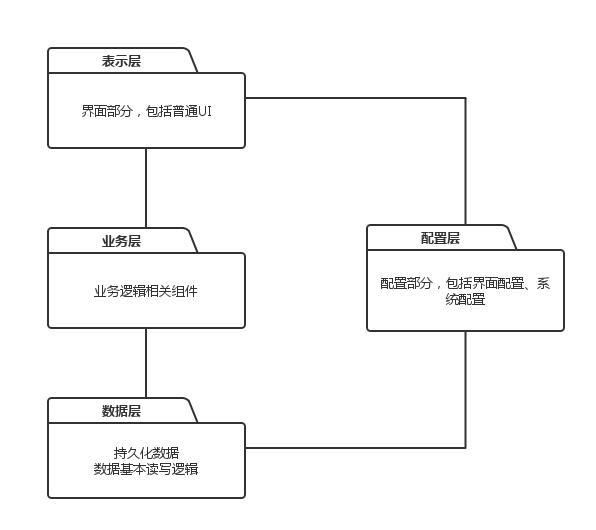 表示层
界面部分，包括普通UI
业务层
业务逻辑相关组件
配置层
配置部分，包括界面配置、系
统配置
数据层
持久化数据
数据基本读写逻辑